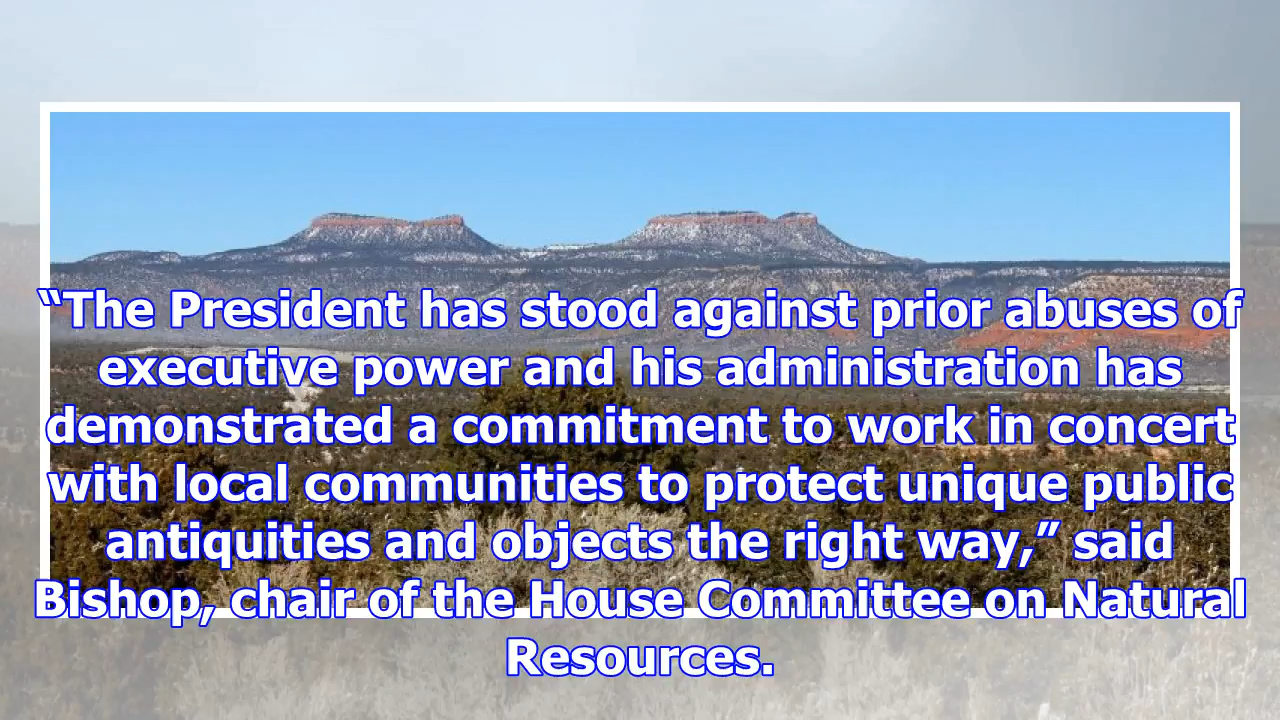 “The President has stood against prior abuses of
executive power and his administration has
demonstrated a commitment to work in concert
with local communities to protect unique public
antiquities and objects the right way,” said
Bishop, chair of the House Committee on Natural
Resources.